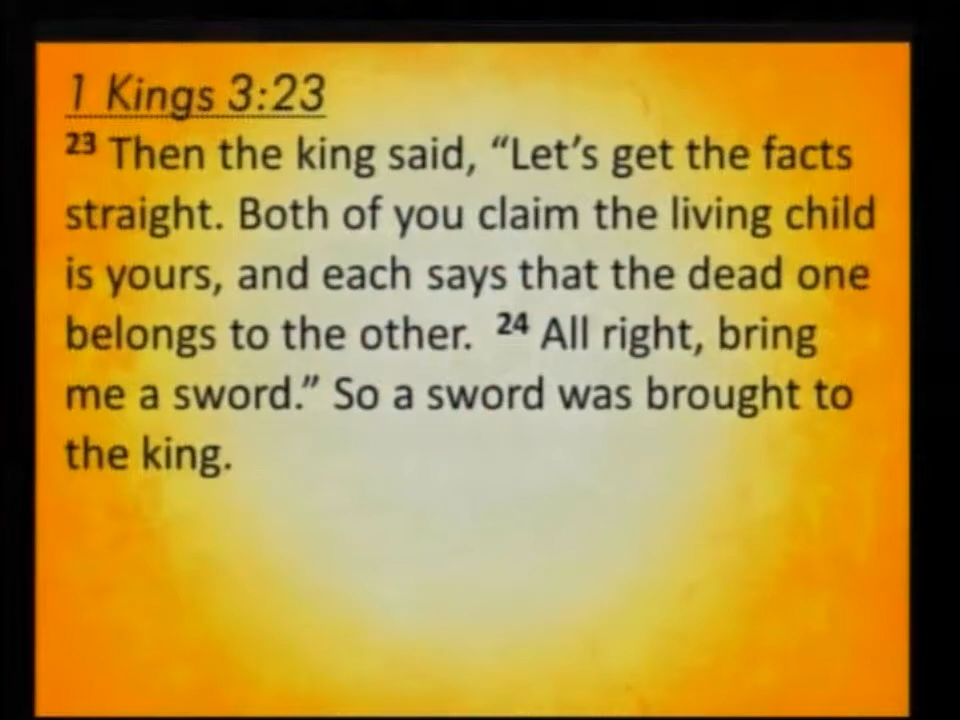 1 Kings 3:23
23 Then the king said, “Let’s get the facts
straight. Both of you claim the living child
is yours, and each says that the dead one
belongs to the other. 24 All right, bring
me a sword.” So a sword was brought to
the king.